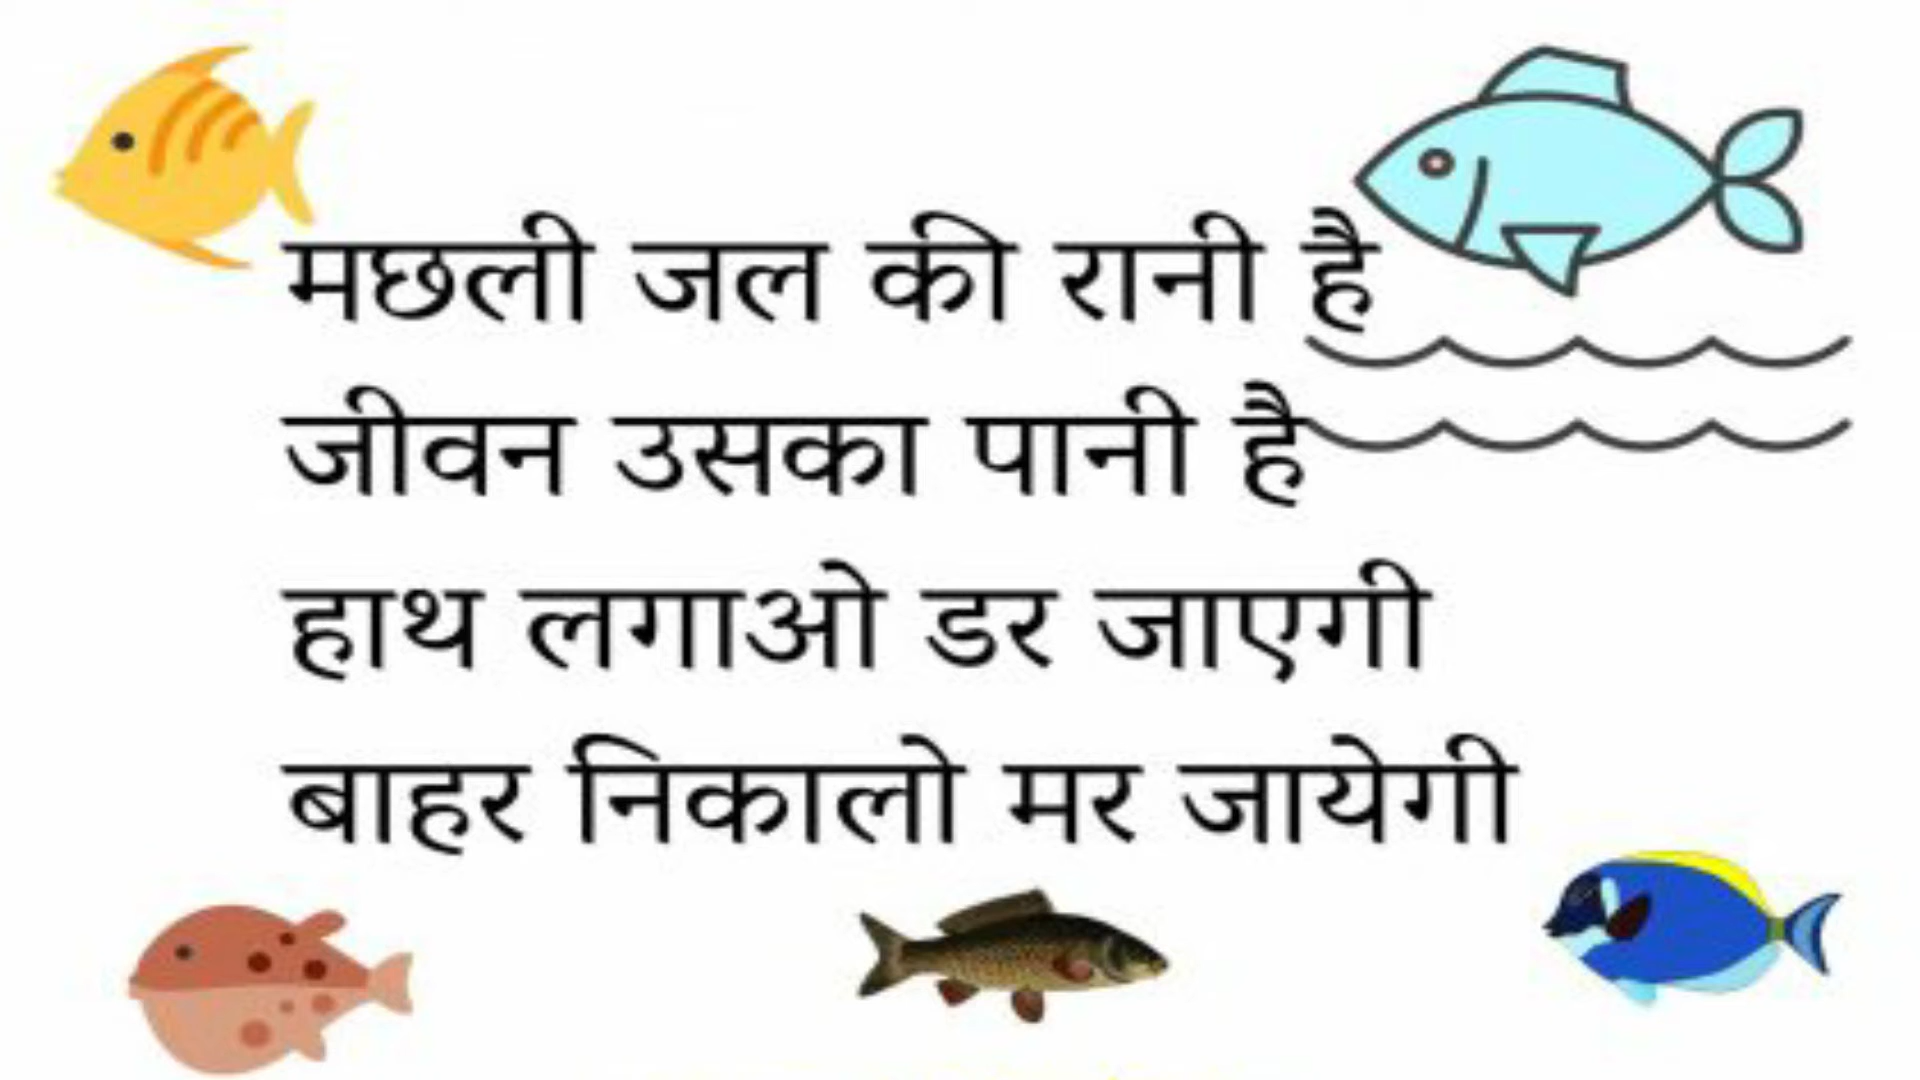 मछली जल की रानी है
जीवन उसका पानी है
हाथ लगाओ डर जाएगी
बाहर निकालो मर जायेगी